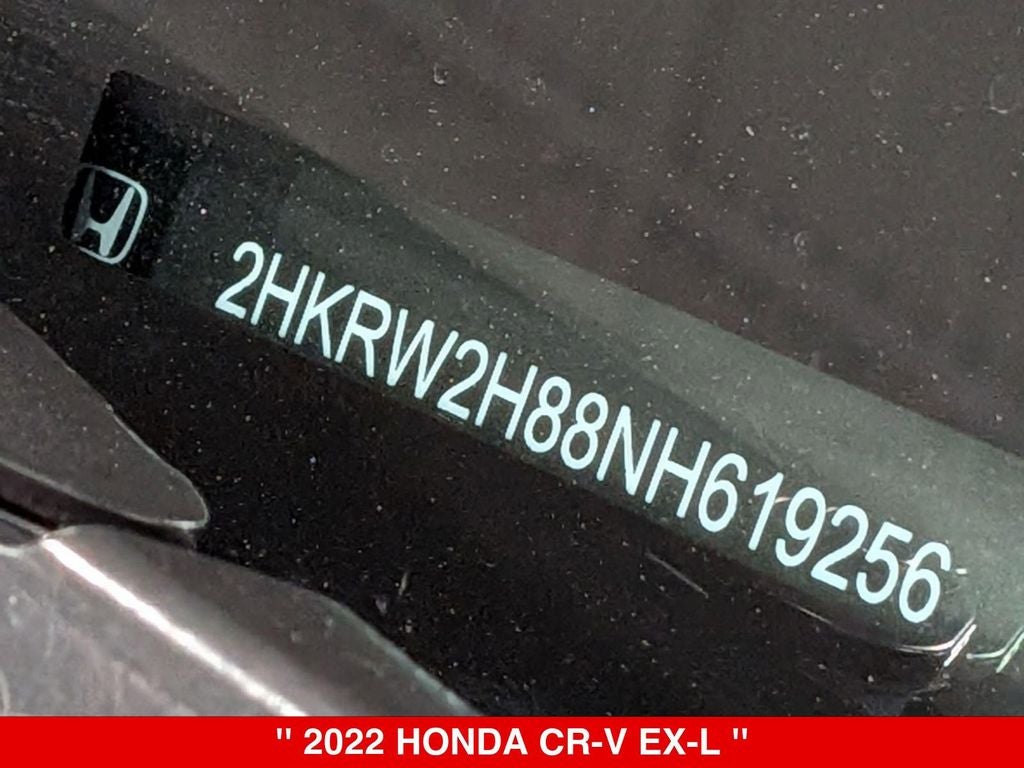 2HKRW2H88NH619256
" 2022 HONDA CR-V EX-L "